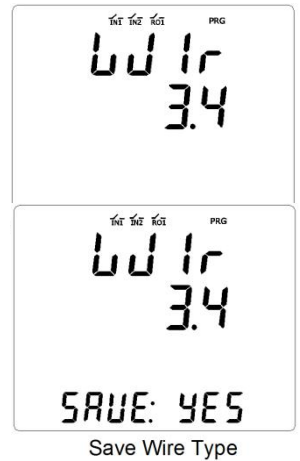 IN1 IN2 RO1 PRG
WIr
3.4
IN1 IN2 RO1 PRG
WIr
3.4
SAVE: YES
Save Wire Type